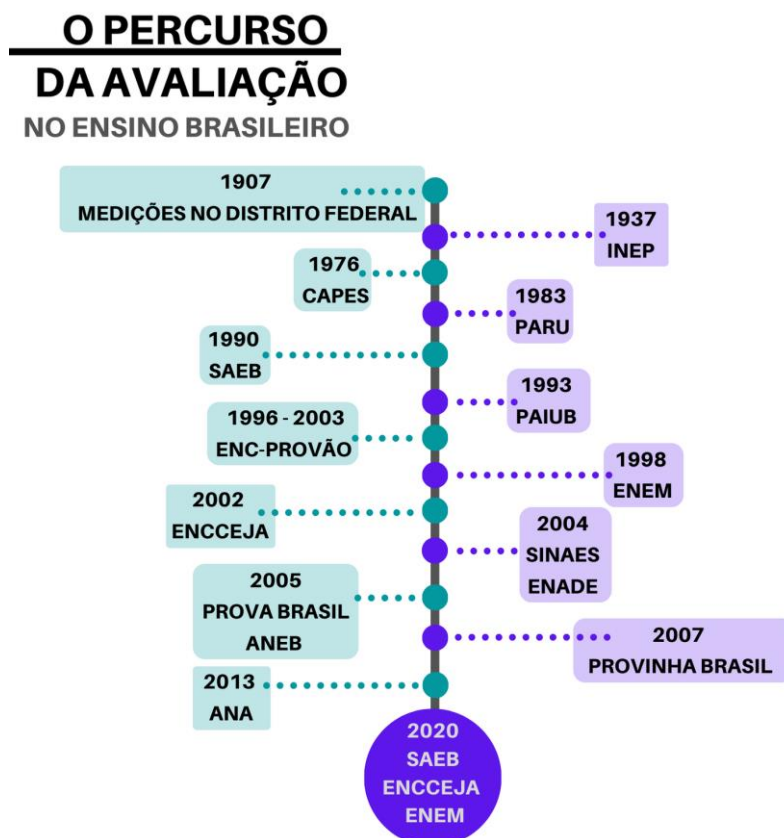 O PERCURSO
DA AVALIAÇÃO
NO ENSINO BRASILEIRO
1907
MEDIÇÕES NO DISTRITO FEDERAL
1937
INEP
1976
CAPES
1983
PARU
1990
SAEB
1993
PAIUB
1996 - 2003
ENC-PROVÃO
1998
ENEM
2002
ENCCEJA
2004
SINAES
ENADE
2005
PROVA BRASIL
ANEB
2007
PROVINHA BRASIL
2013
ANA
2020
SAEB
ENCCEJA
ENEM